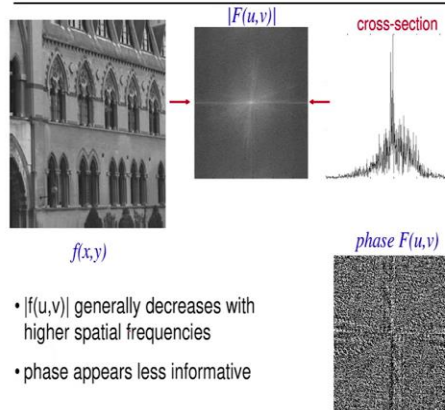 |F(u,v)|
cross-section
f(x,y)
phase F(u,v)
• |f(u,v)| generally decreases with
higher spatial frequencies
• phase appears less informative